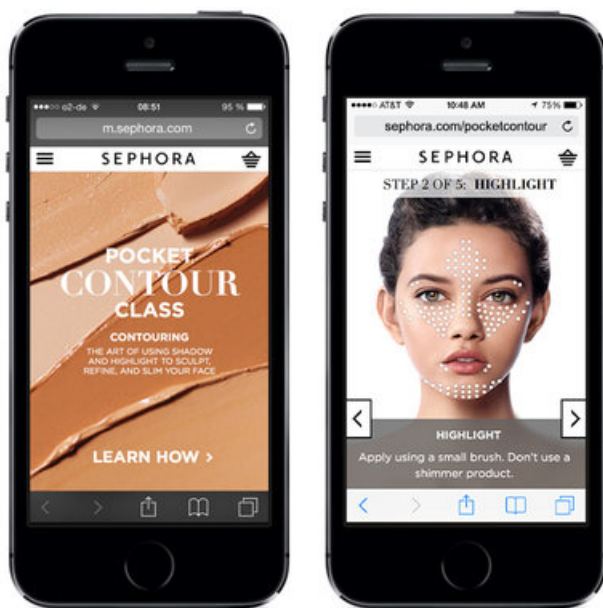 o2-de 08:51 95 %
m.sephora.com
SEPHORA
POCKET
CONTOUR
CLASS
CONTOURING
THE ART OF USING SHADOW
AND HIGHLIGHT TO SCULPT,
REFINE, AND SLIM YOUR FACE
LEARN HOW >
AT&T 10:48 AM 75%
sephora.com/pocketcontour
SEPHORA
STEP 2 OF 5: HIGHLIGHT
HIGHLIGHT
Apply using a small brush. Don't use a
shimmer product.